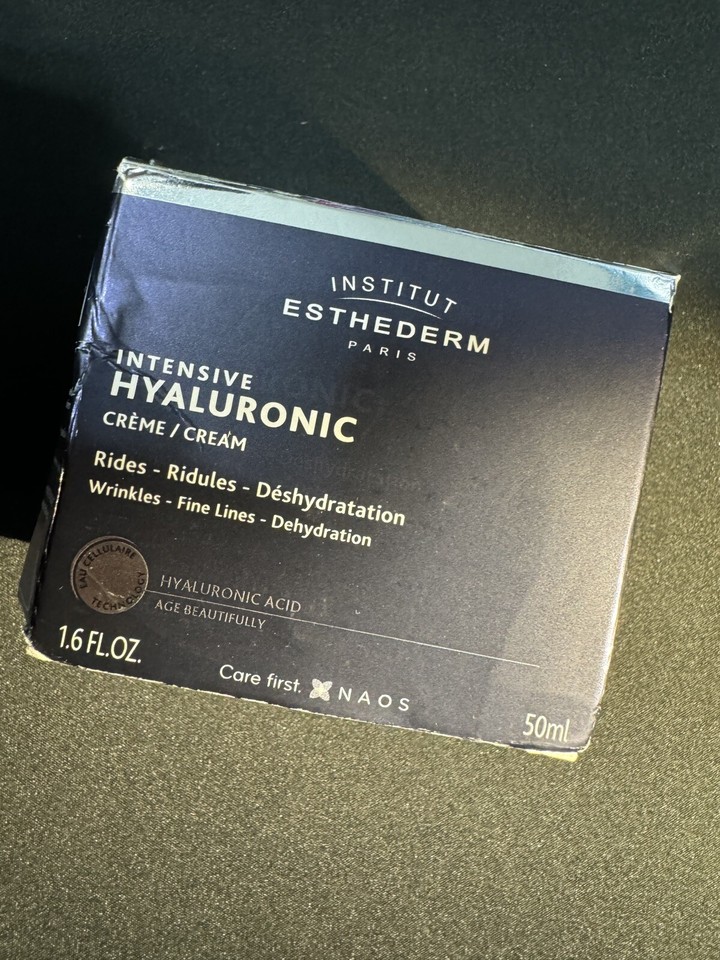 INSTITUT
ESTHEDERM
PARIS
INTENSIVE
HYALURONIC
CRÈME / CREAM
Rides - Ridules - Déshydratation
Wrinkles - Fine Lines - Dehydration
EAU CELLULAIRE
TECHNOLOGY
HYALURONIC ACID
AGE BEAUTIFULLY
1.6 FL.OZ.
Care first. NAOS
50ml